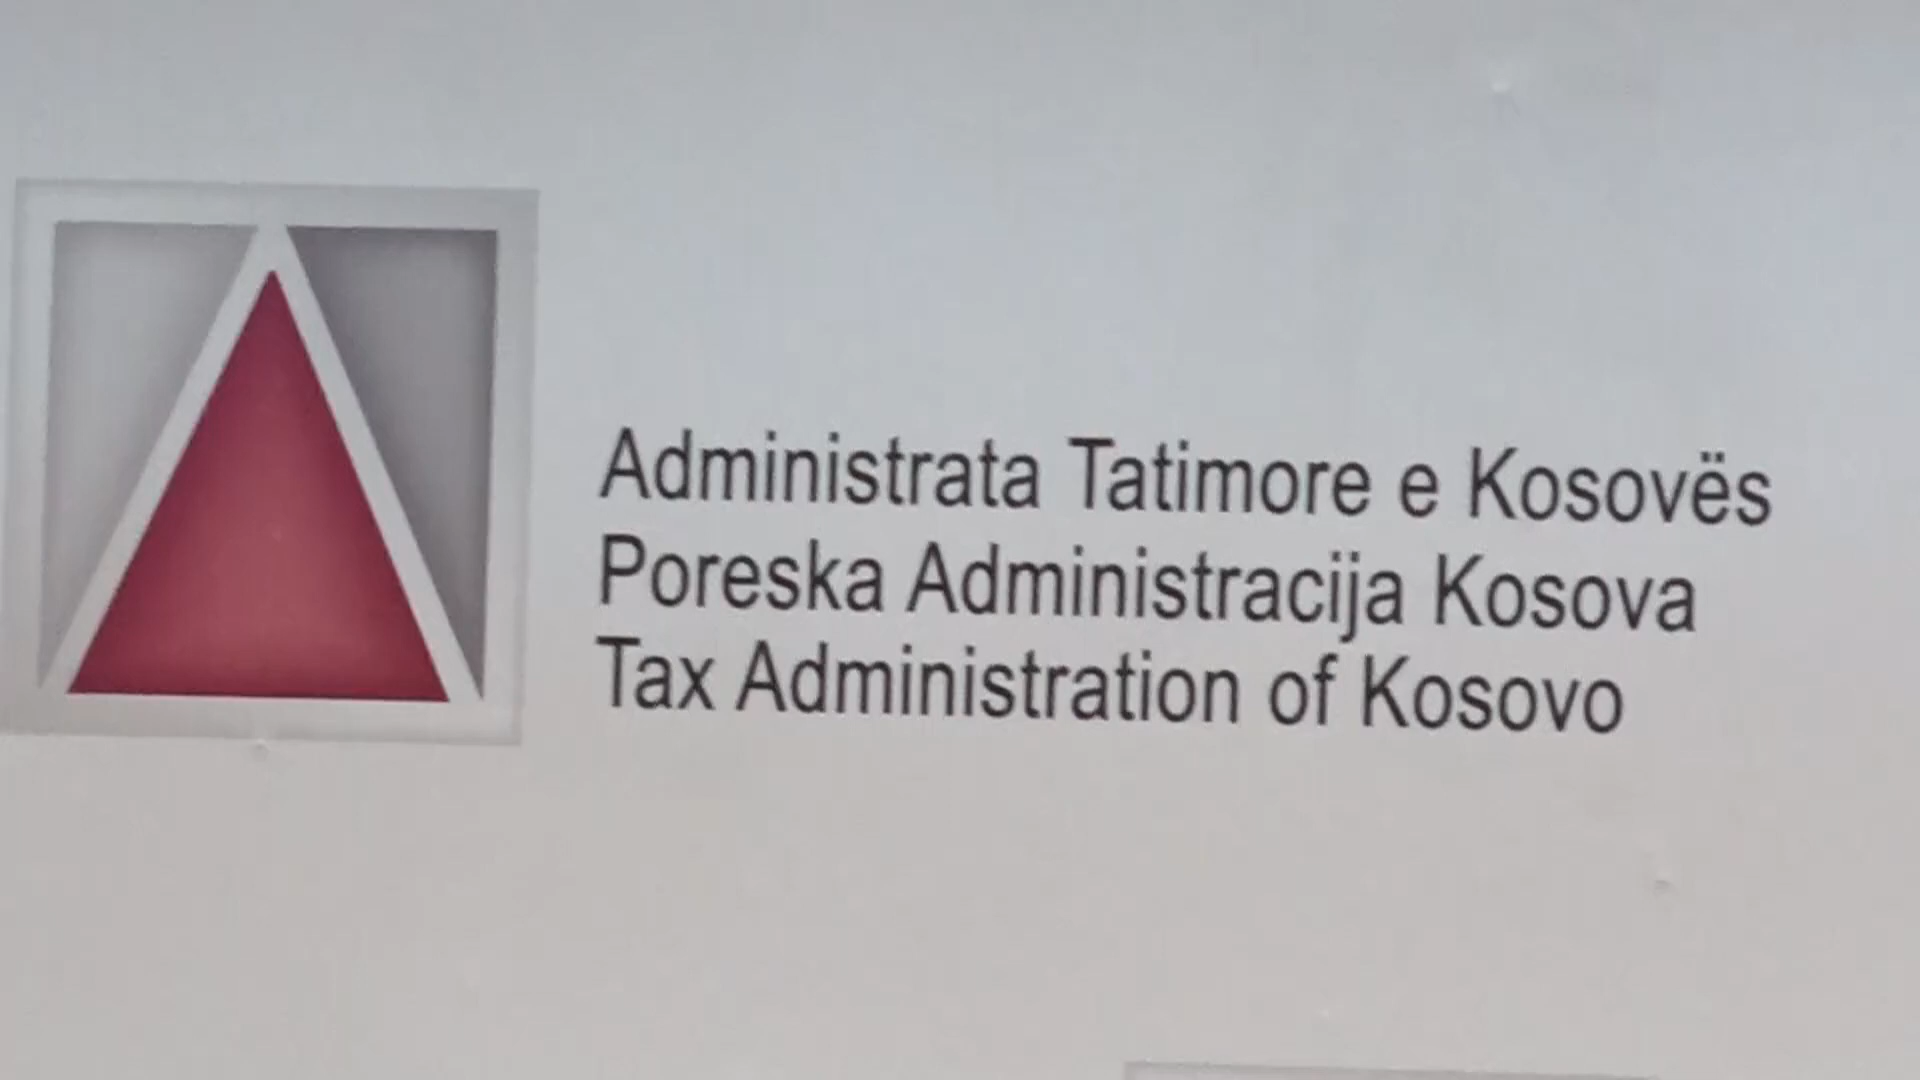 Administrata Tatimore e Kosovës
Poreska Administracija Kosova
Tax Administration of Kosovo